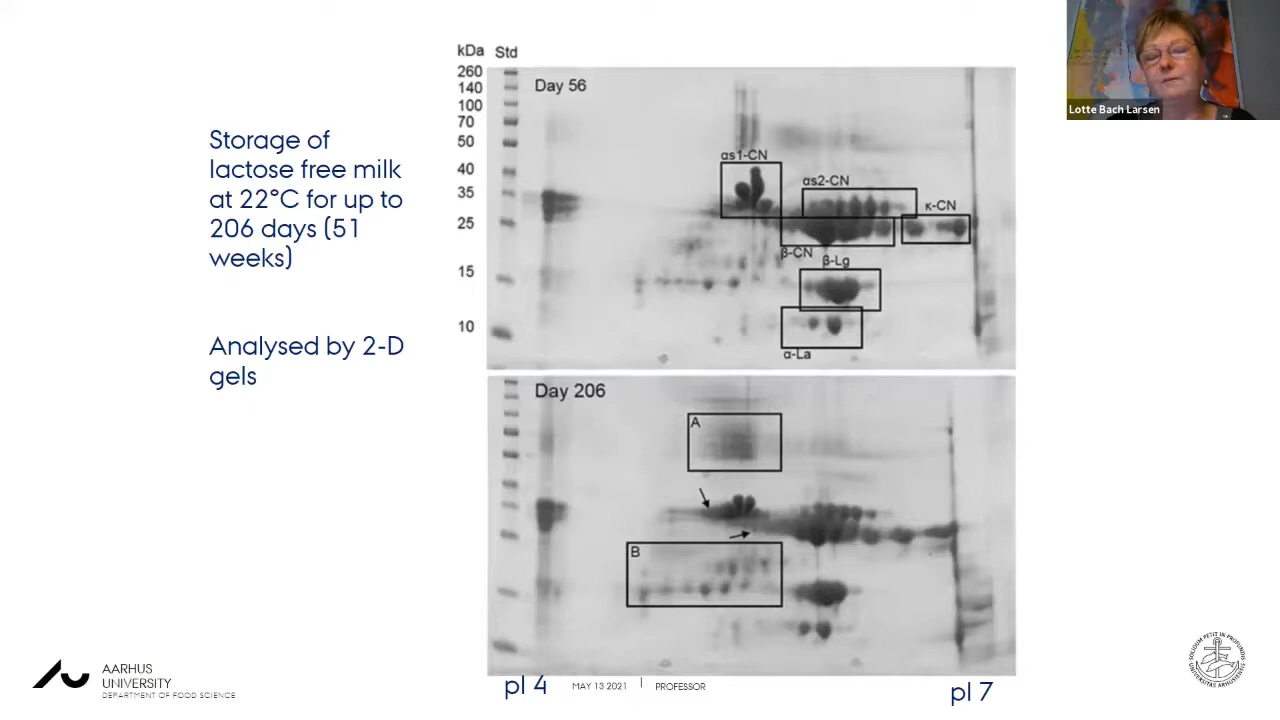 Storage of
lactose free milk
at 22°C for up to
206 days (51
weeks)
Analysed by 2-D
gels
kDa Std
260
140
100
70
50
40
35
25
15
10
Day 56
αs1-CN
αs2-CN
κ-CN
β-CN
β-Lg
α-La
Day 206
A
B
pI 4
pI 7
Lotte Bach Larsen
AARHUS
UNIVERSITY
DEPARTMENT OF FOOD SCIENCE
MAY 13 2021
PROFESSOR